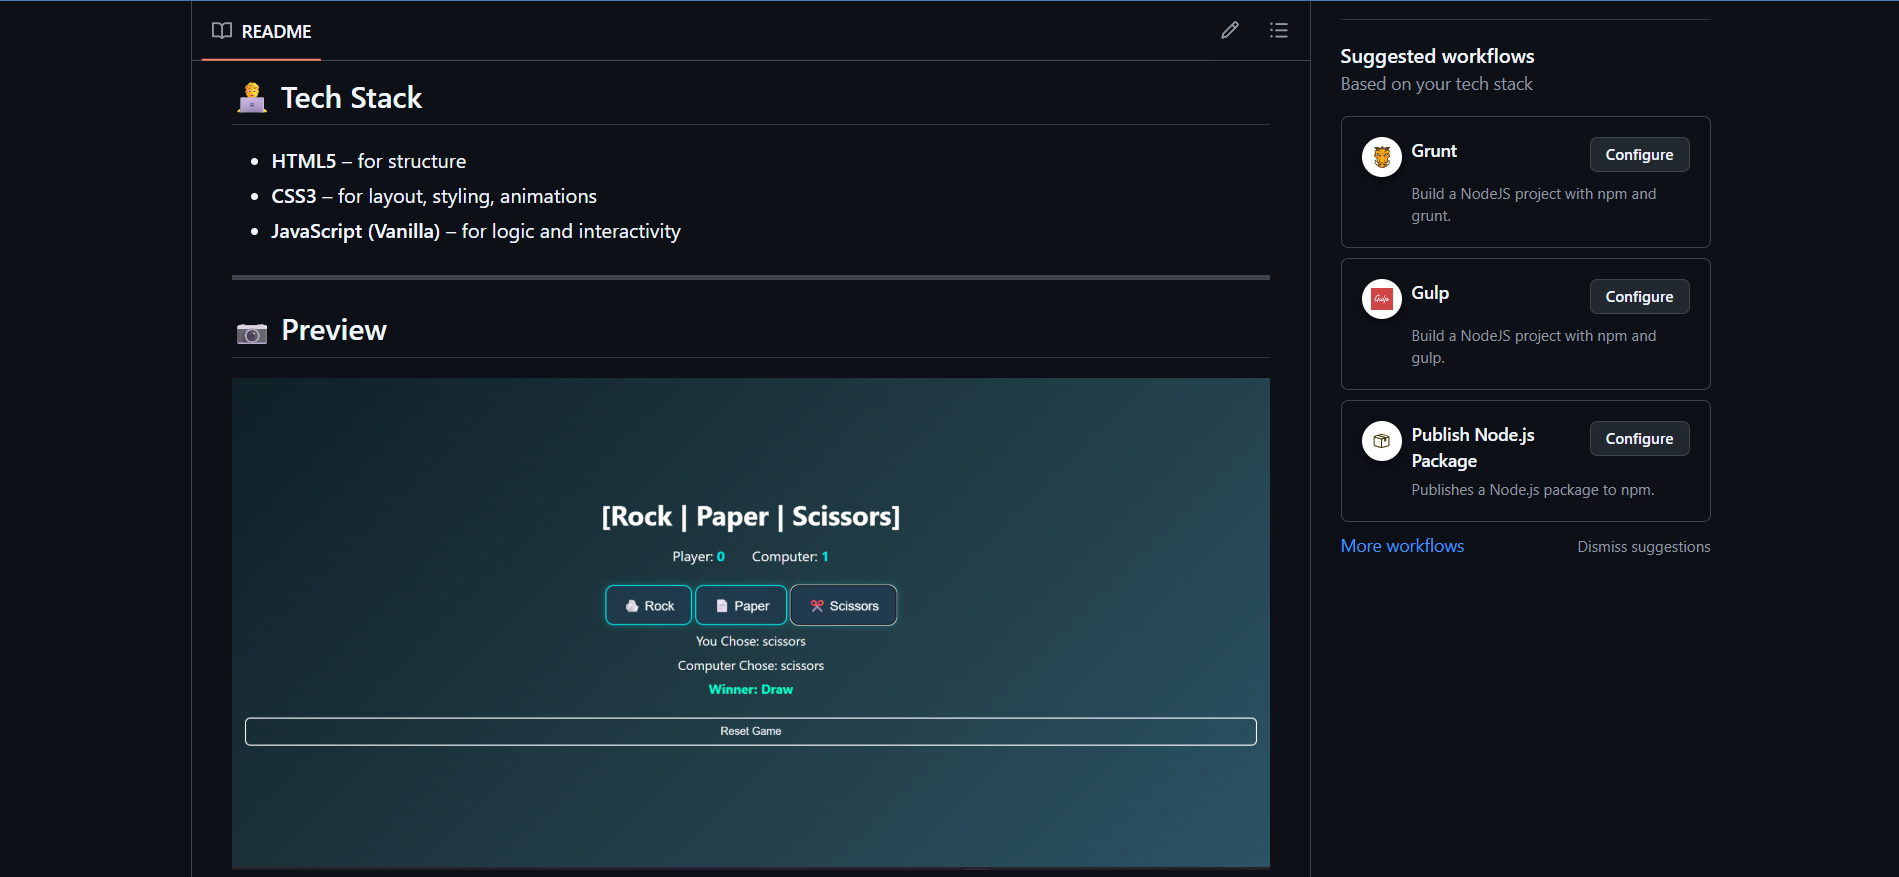 README
Tech Stack
HTML5 – for structure
CSS3 – for layout, styling, animations
JavaScript (Vanilla) – for logic and interactivity
Preview
[Rock | Paper | Scissors]
Player: 0 Computer: 1
Rock Paper Scissors
You Chose: scissors
Computer Chose: scissors
Winner: Draw
Reset Game
Suggested workflows
Based on your tech stack
Grunt
Configure
Build a NodeJS project with npm and
grunt.
Gulp
Gulp
Configure
Build a NodeJS project with npm and
gulp.
Publish Node.js
Package
Configure
Publishes a Node.js package to npm.
More workflows
Dismiss suggestions